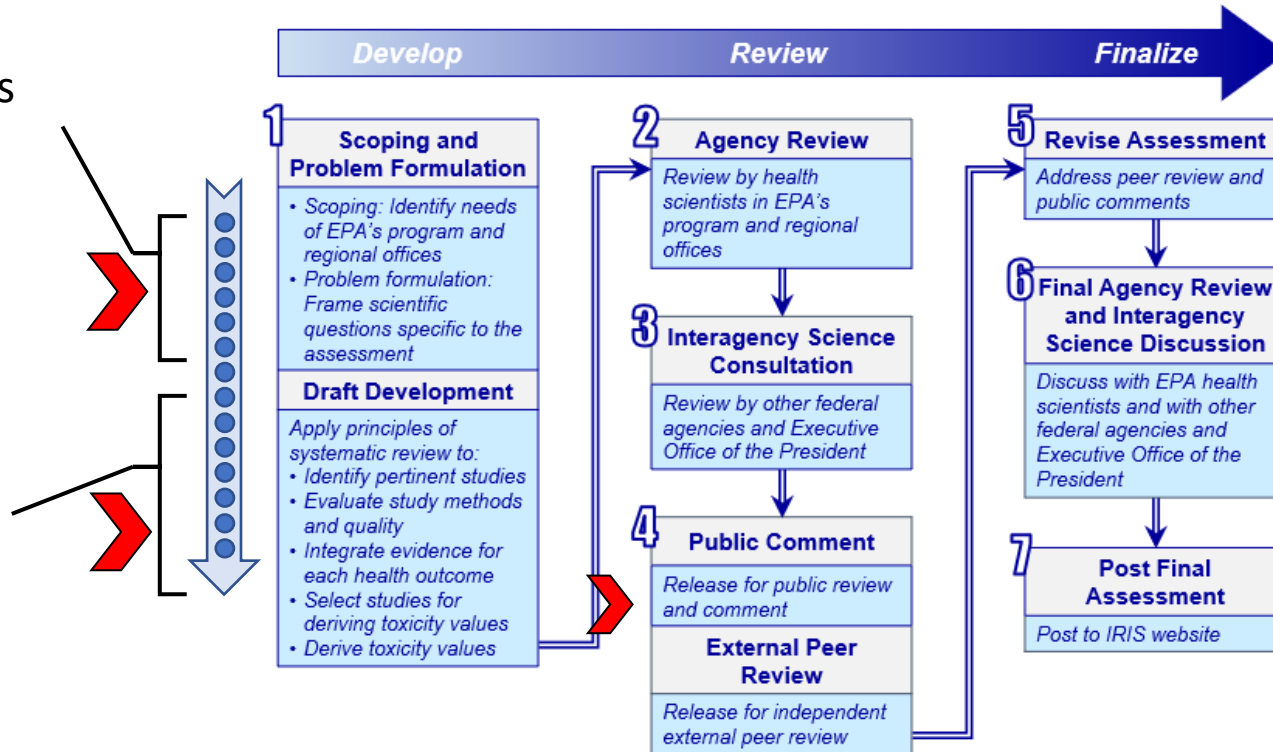 s
Develop Review Finalize
1
Scoping and
Problem Formulation
• Scoping: Identify needs
of EPA's program and
regional offices
• Problem formulation:
Frame scientific
questions specific to the
assessment
Draft Development
Apply principles of
systematic review to:
• Identify pertinent studies
• Evaluate study methods
and quality
• Integrate evidence for
each health outcome
• Select studies for
deriving toxicity values
• Derive toxicity values
2
Agency Review
Review by health
scientists in EPA's
program and regional
offices
3
Interagency Science
Consultation
Review by other federal
agencies and Executive
Office of the President
4
Public Comment
Release for public review
and comment
External Peer
Review
Release for independent
external peer review
5
Revise Assessment
Address peer review and
public comments
6
Final Agency Review
and Interagency
Science Discussion
Discuss with EPA health
scientists and with other
federal agencies and
Executive Office of the
President
7
Post Final
Assessment
Post to IRIS website